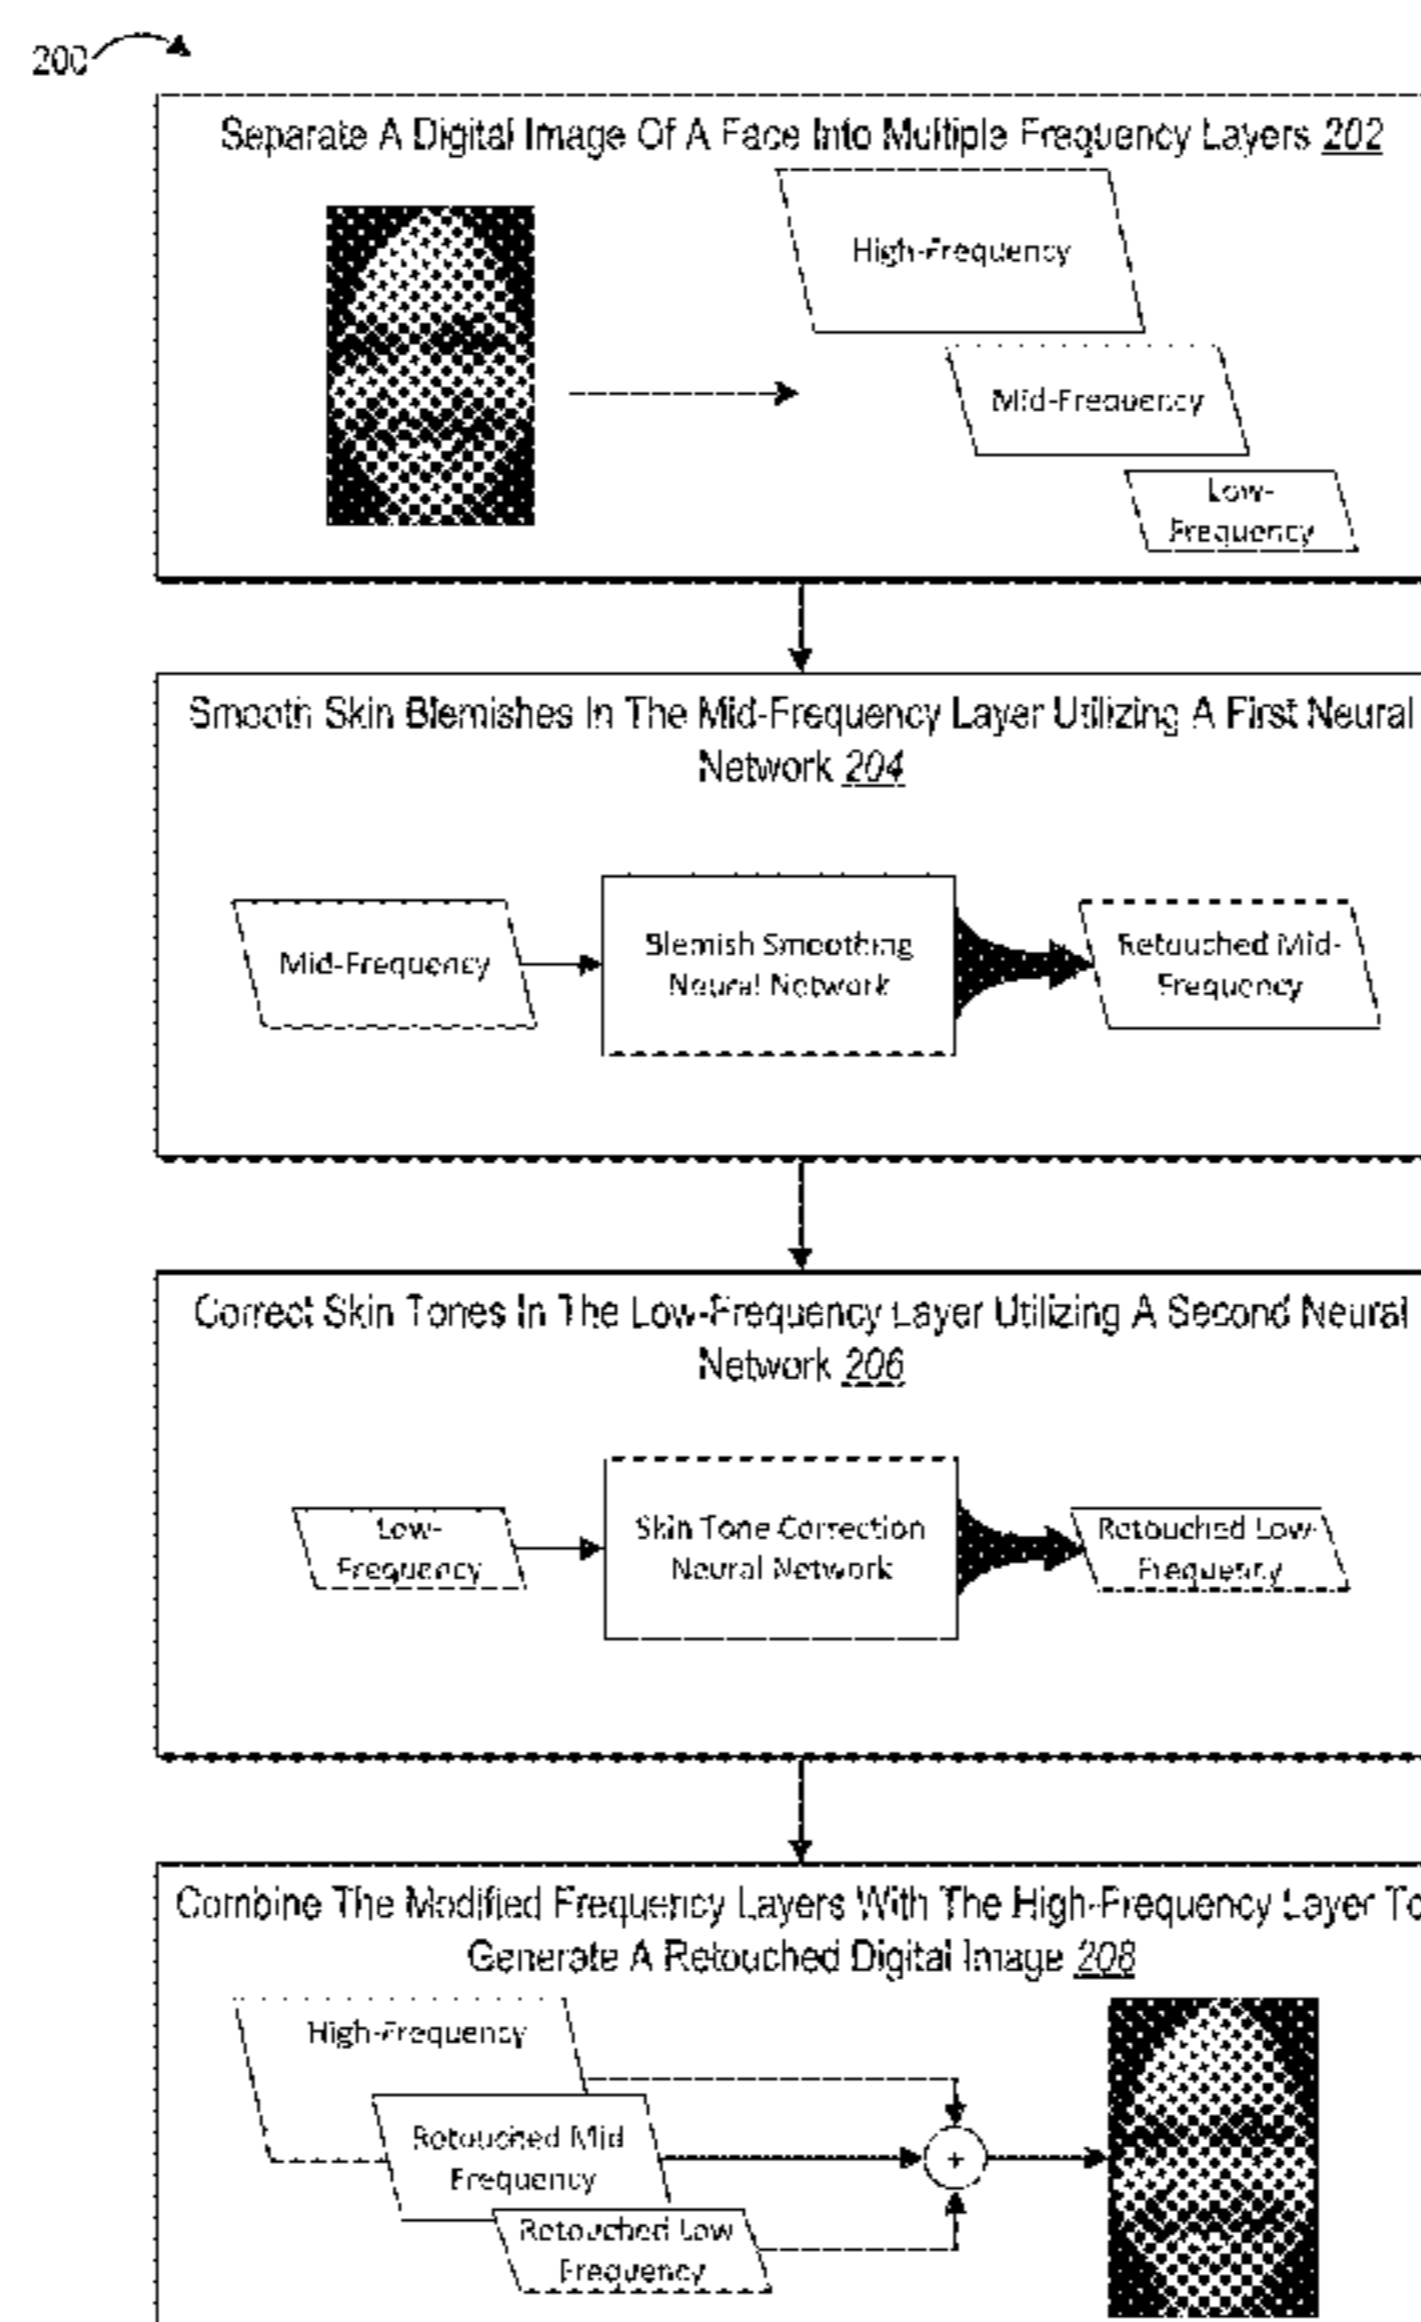 200
Separate A Digital Image Of A Face Into Multiple Frequency Layers 202
High-Frequency
Mid-Frequency
Low-
Frequency
Smooth Skin Blemishes In The Mid-Frequency Layer Utilizing A First Neural
Network 204
Mid-Frequency
Blemish Smoothing
Neural Network
Retouched Mid-
Frequency
Correct Skin Tones In The Low-Frequency Layer Utilizing A Second Neural
Network 206
Low-
Frequency
Skin Tone Correction
Neural Network
Retouched Low-
Frequency
Combine The Modified Frequency Layers With The High-Frequency Layer To
Generate A Retouched Digital Image 208
High-Frequency
Retouched Mid
Frequency
+
Retouched Low
Frequency